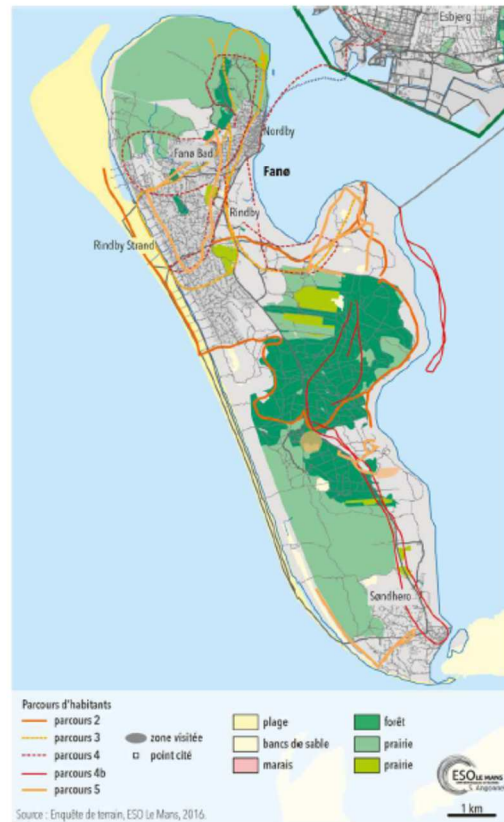 Esbjerg
Nordby
Fanø Bad
Fanø
Rindby
Rindby Strand
Søndhero
Parcours d'habitants
parcours 2
parcours 3
parcours 4
parcours 4b
parcours 5
zone visitée
point cité
plage
bancs de sable
marais
forêt
prairie
prairie
ESO LE MANS
S. Angonnet
1 km
Source : Enquête de terrain, ESO Le Mans, 2016.